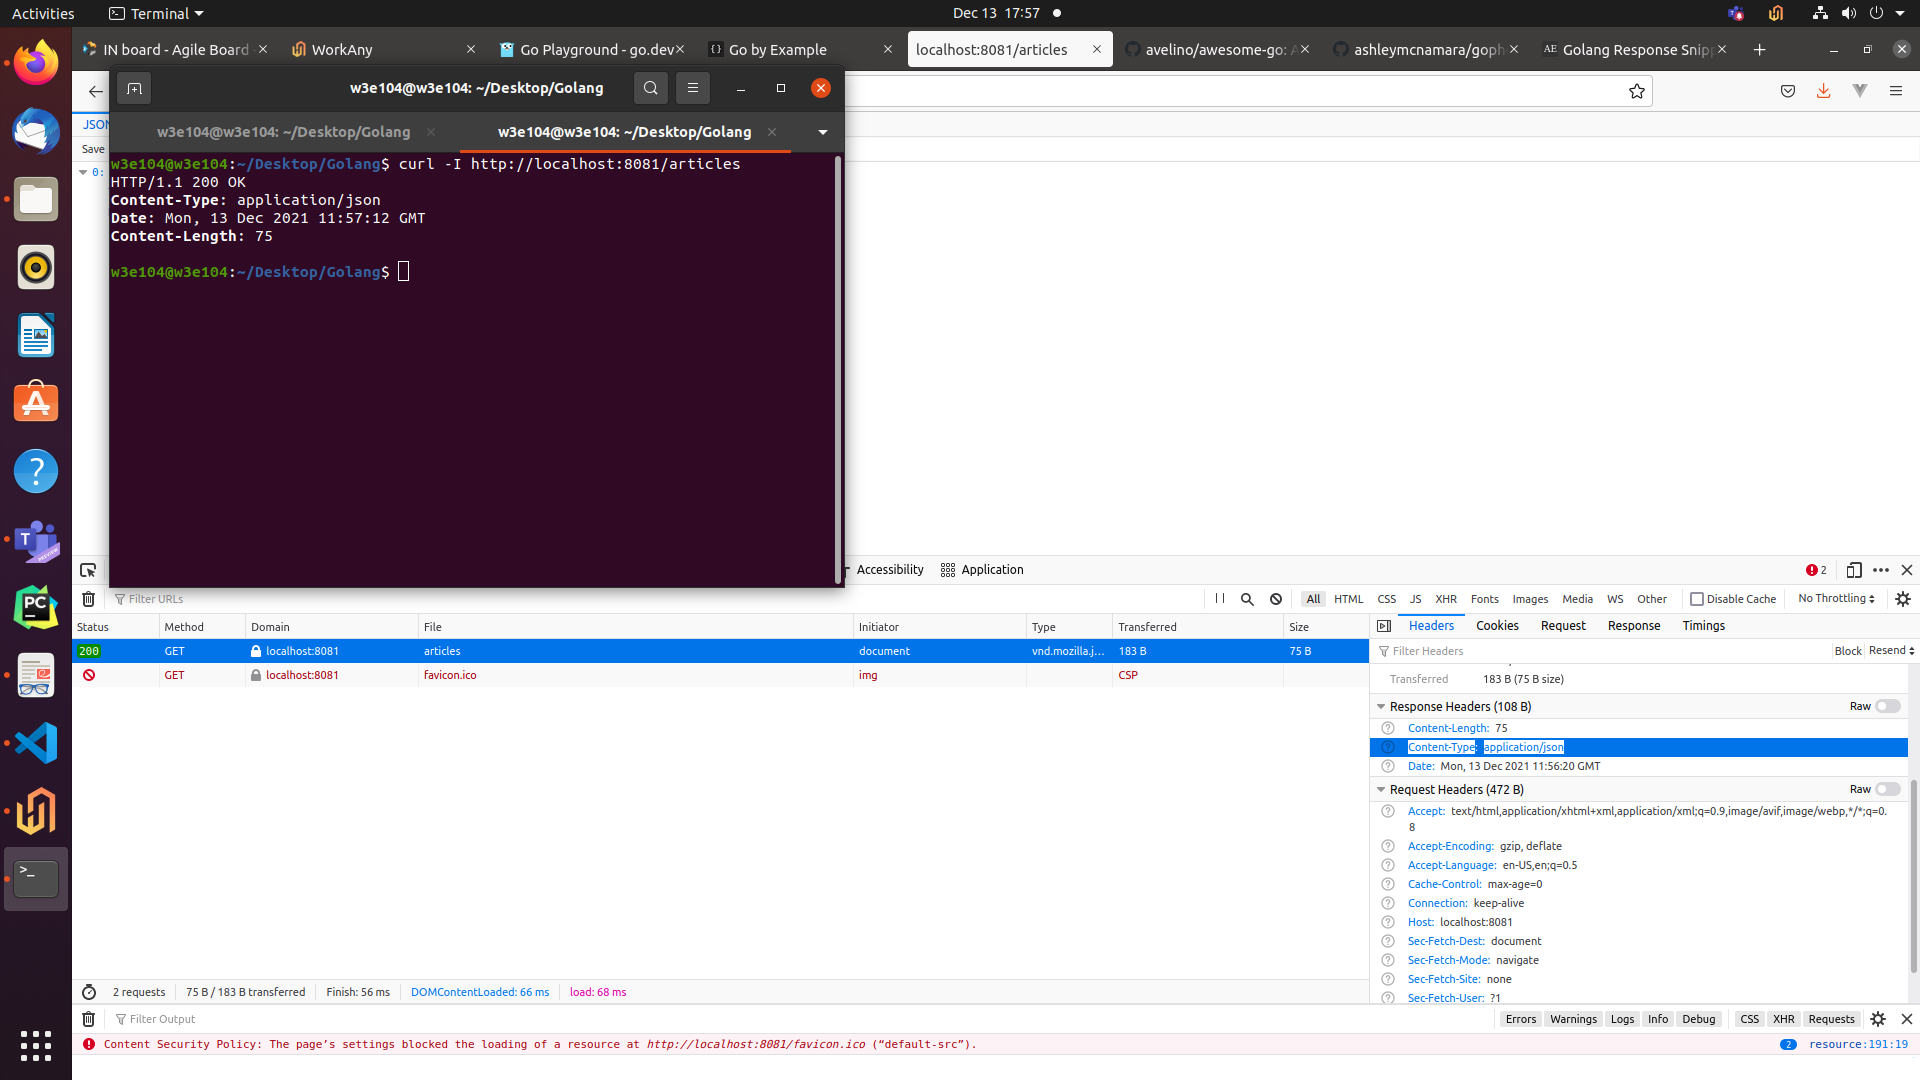 Activities
Terminal
Dec 13 17:57
IN board - Agile Board
WorkAny
Go Playground - go.dev
Go by Example
localhost:8081/articles
avelino/awesome-go:
ashleymcnamara/goph
AE Golang Response Snipp
w3e104@w3e104: ~/Desktop/Golang
w3e104@w3e104: ~/Desktop/Golang
w3e104@w3e104: ~/Desktop/Golang
JSON
Save
0:
w3e104@w3e104:~/Desktop/Golang$ curl -I http://localhost:8081/articles
HTTP/1.1 200 OK
Content-Type: application/json
Date: Mon, 13 Dec 2021 11:57:12 GMT
Content-Length: 75
w3e104@w3e104:~/Desktop/Golang$
Accessibility
Application
2
Filter URLs
All HTML CSS JS XHR Fonts Images Media WS Other
Disable Cache
No Throttling
Status Method Domain File Initiator Type Transferred Size
200 GET localhost:8081 articles document vnd.mozilla.j... 183 B 75 B
GET localhost:8081 favicon.ico img CSP
Headers Cookies Request Response Timings
Filter Headers
Block Resend
Transferred 183 B (75 B size)
Response Headers (108 B)
Raw
Content-Length: 75
Content-Type: application/json
Date: Mon, 13 Dec 2021 11:56:20 GMT
Request Headers (472 B)
Raw
Accept: text/html,application/xhtml+xml,application/xml;q=0.9,image/avif,image/webp,*/*;q=0.
8
Accept-Encoding: gzip, deflate
Accept-Language: en-US,en;q=0.5
Cache-Control: max-age=0
Connection: keep-alive
Host: localhost:8081
Sec-Fetch-Dest: document
Sec-Fetch-Mode: navigate
Sec-Fetch-Site: none
Sec-Fetch-User: ?1
2 requests
75 B / 183 B transferred
Finish: 56 ms
DOMContentLoaded: 66 ms
load: 68 ms
Filter Output
Errors Warnings Logs Info Debug CSS XHR Requests
Content Security Policy: The page's settings blocked the loading of a resource at http://localhost:8081/favicon.ico (“default-src”).
2 resource:191:19